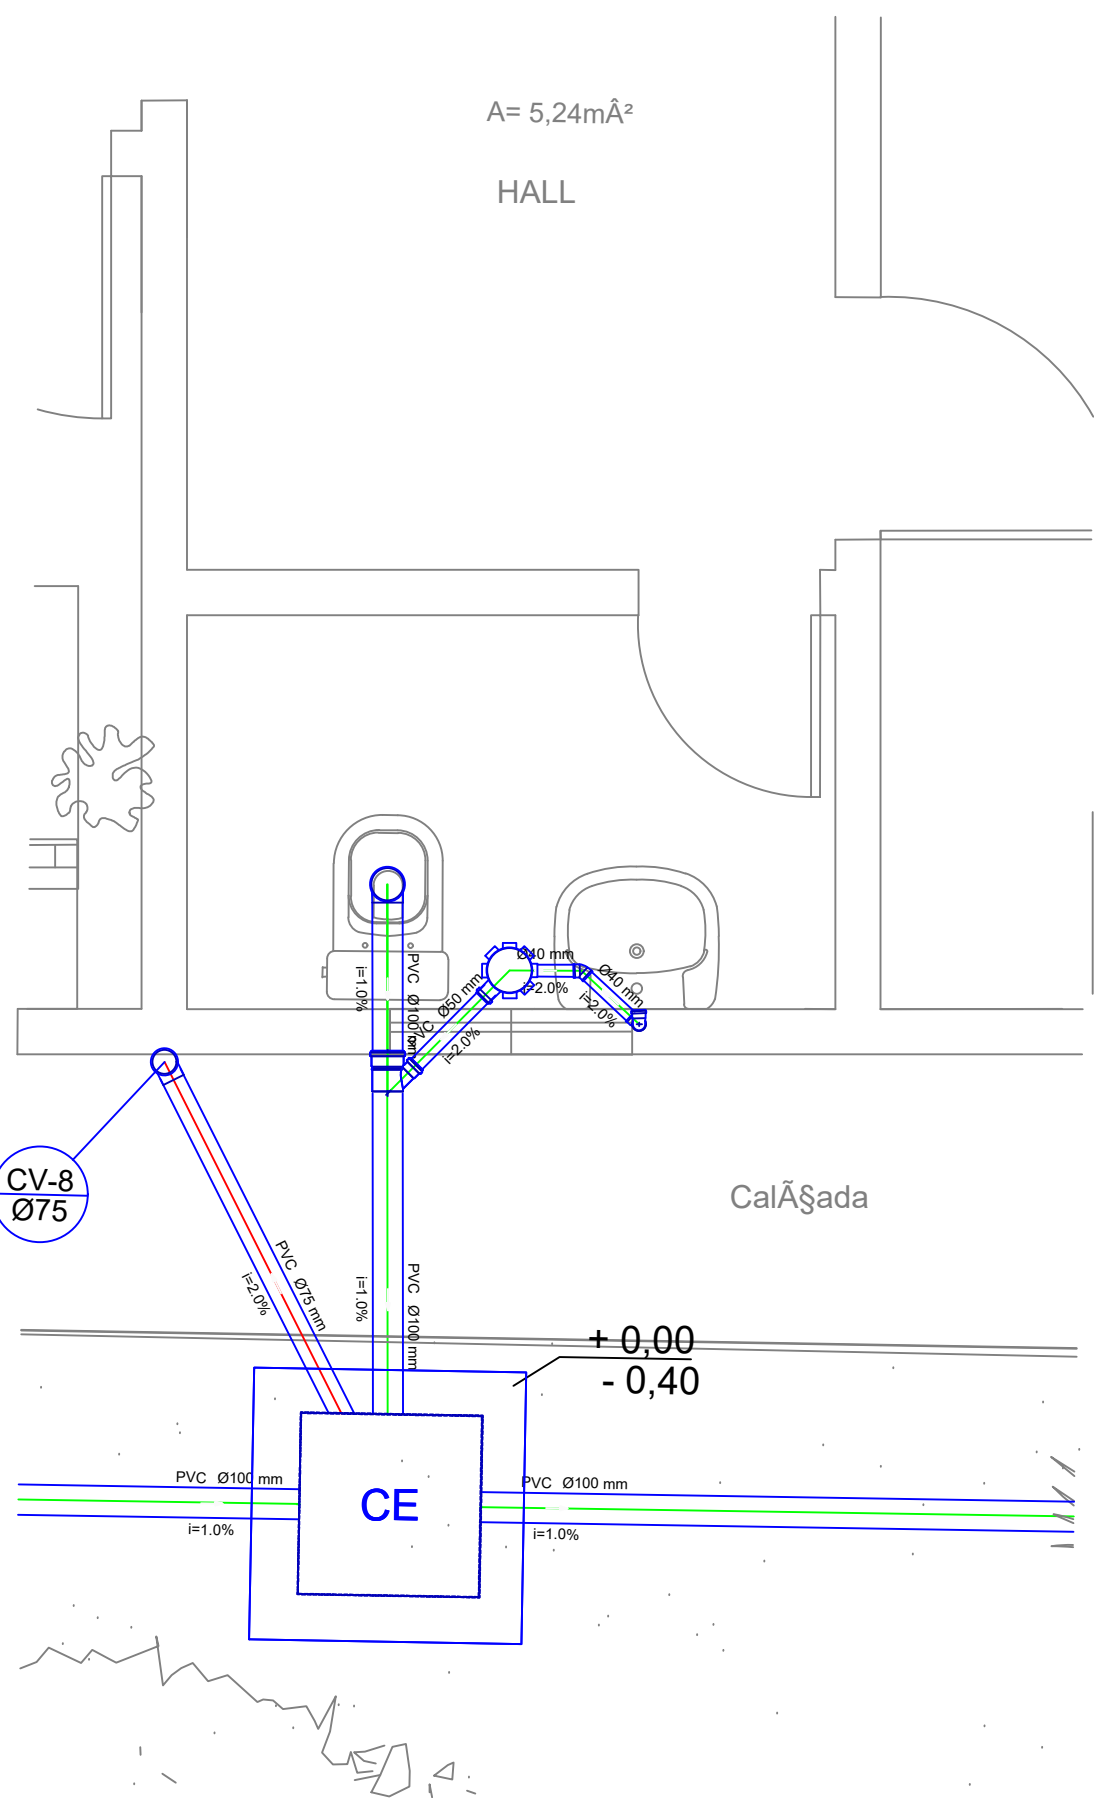 A= 5,24mÂ²
HALL
Ø40 mm
i=2.0%
Ø40 mm
i=2.0%
PVC Ø100 mm
i=1.0%
PVC Ø50 mm
i=2.0%
CV-8
Ø75
CalÃ§ada
PVC Ø75 mm
i=2.0%
PVC Ø100 mm
i=1.0%
+ 0,00
- 0,40
PVC Ø100 mm
i=1.0%
CE
PVC Ø100 mm
i=1.0%